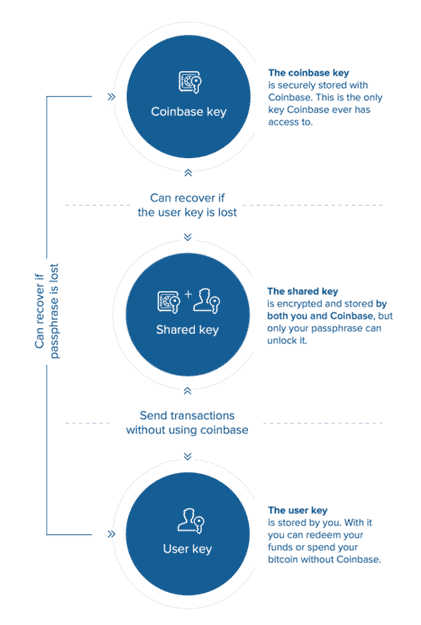 The coinbase key
is securely stored with
Coinbase. This is the only
key Coinbase ever has
access to.
Coinbase key
Can recover if
the user key is lost
Can recover if
passphrase is lost
The shared key
is encrypted and stored by
both you and Coinbase, but
only your passphrase can
unlock it.
+
Shared key
Send transactions
without using coinbase
The user key
is stored by you. With it
you can redeem your
funds or spend your
bitcoin without Coinbase.
User key